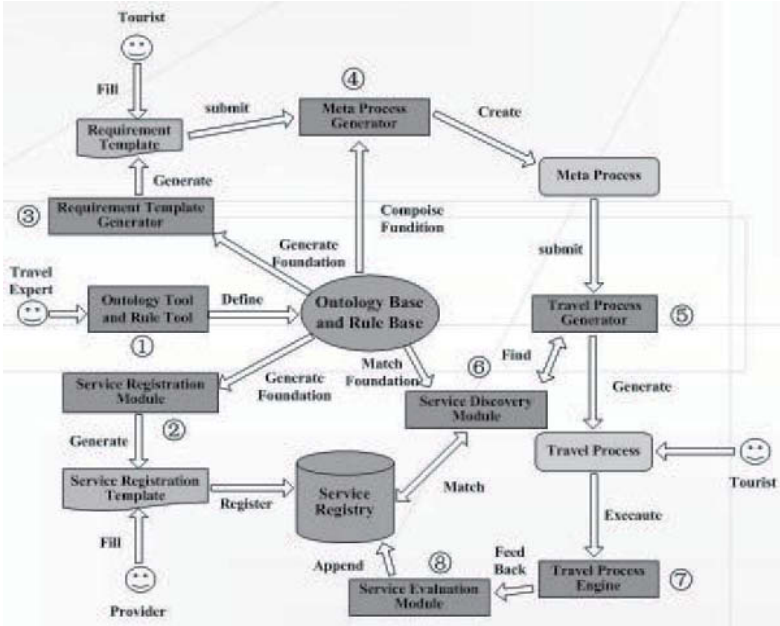 Tourist
Fill
Requirement
Template
submit
④
Meta Process
Generator
Create
Meta Process
Generate
③
Requirement Template
Generator
Compoise
Fundition
submit
Generate
Foundation
Travel
Expert
Ontology Tool
and Rule Tool
Define
Ontology Base
and Rule Base
Travel Process
Generator
⑤
①
Generate
Foundation
Match
Foundation
⑥
Find
Service Registration
Module
②
Service Discovery
Module
Generate
Generate
Travel Process
Tourist
Service Registration
Template
Register
Service
Registry
Match
Execaute
Fill
Provider
Append
⑧
Feed
Back
Service Evaluation
Module
Travel Process
Engine
⑦